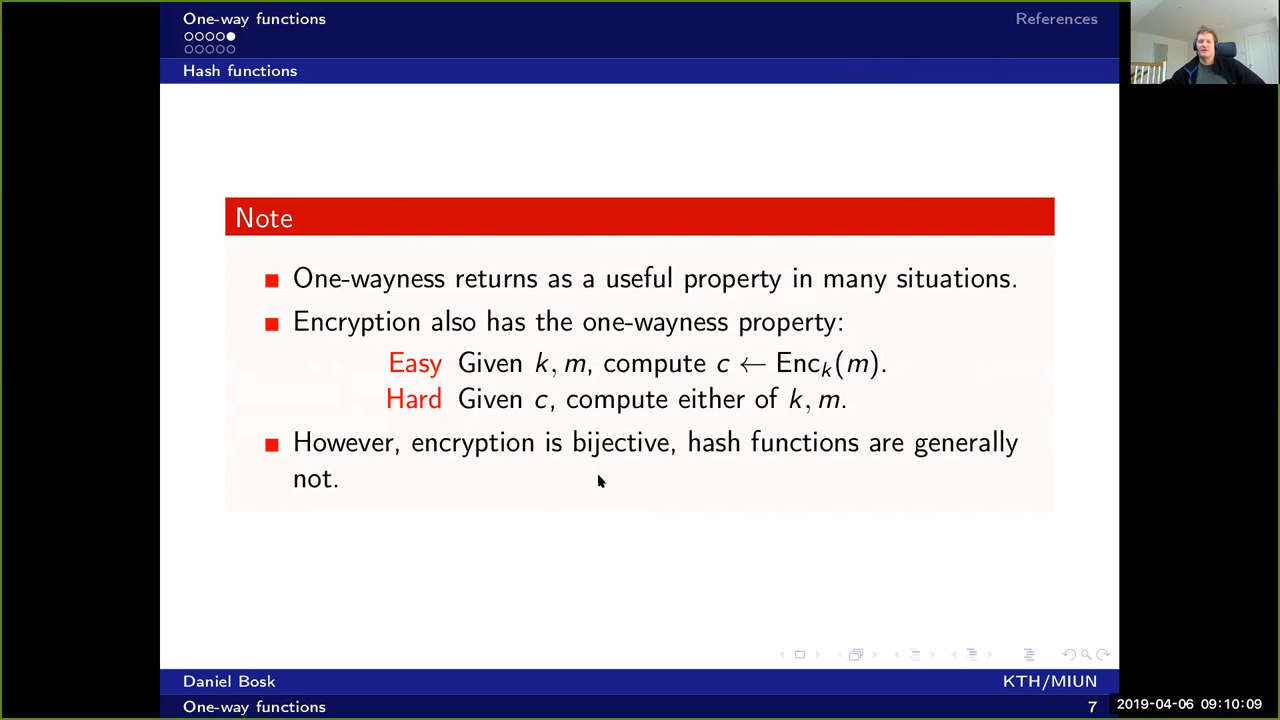 One-way functions
References
Hash functions
Note
One-wayness returns as a useful property in many situations.
Encryption also has the one-wayness property:
Easy Given k, m, compute c ← Enc_k(m).
Hard Given c, compute either of k, m.
However, encryption is bijective, hash functions are generally
not.
Daniel Bosk
KTH/MIUN
One-way functions
7
2019-04-06 09:10:09